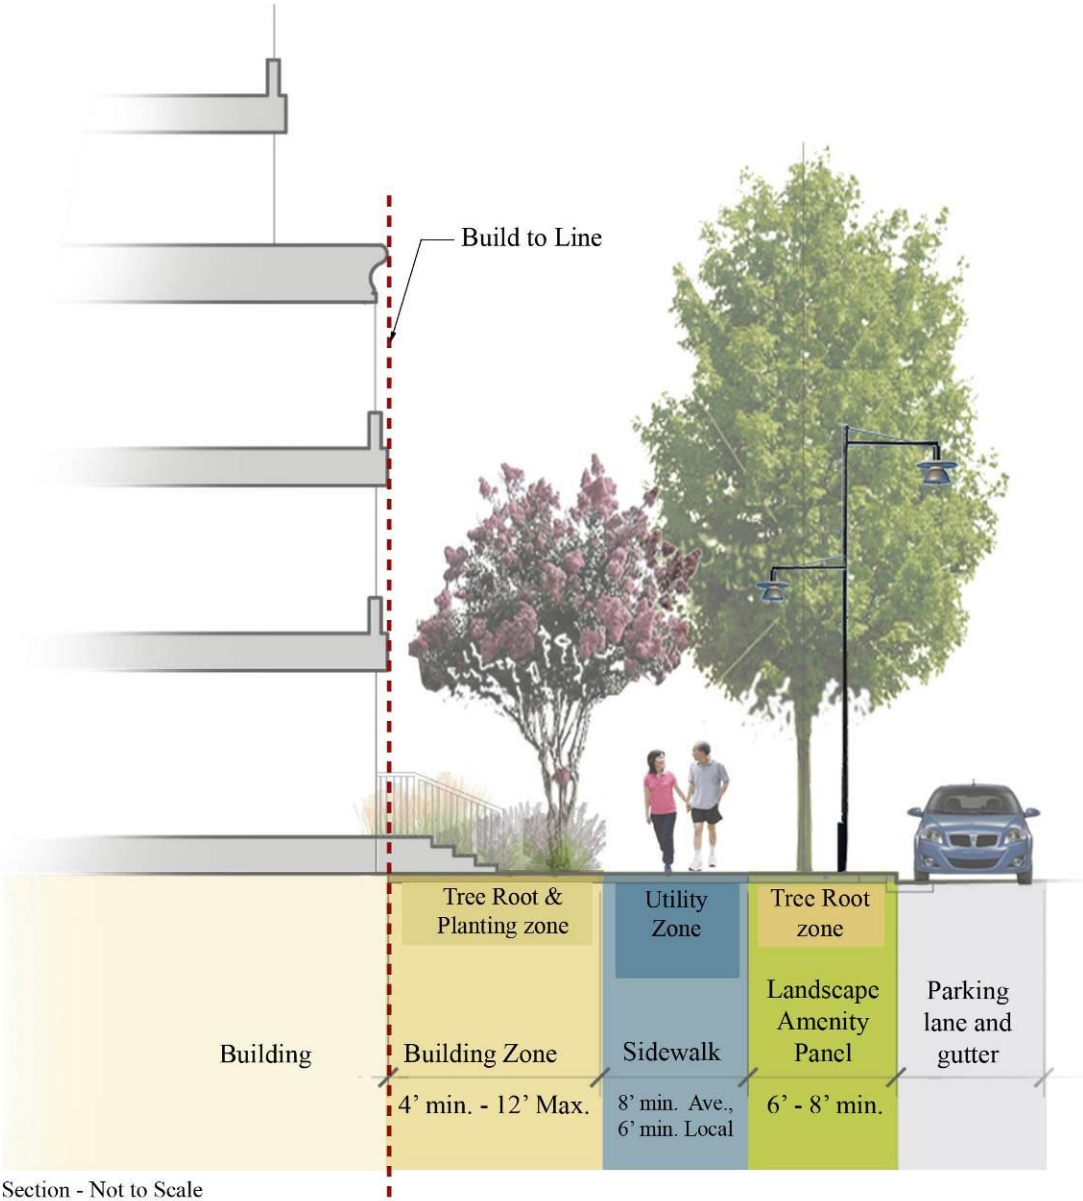 Build to Line
Tree Root &
Planting zone
Utility
Zone
Tree Root
zone
Landscape
Amenity
Panel
Parking
lane and
gutter
Building
Building Zone
Sidewalk
4’ min. - 12’ Max.
8’ min. Ave.,
6’ min. Local
6’ - 8’ min.
Section - Not to Scale